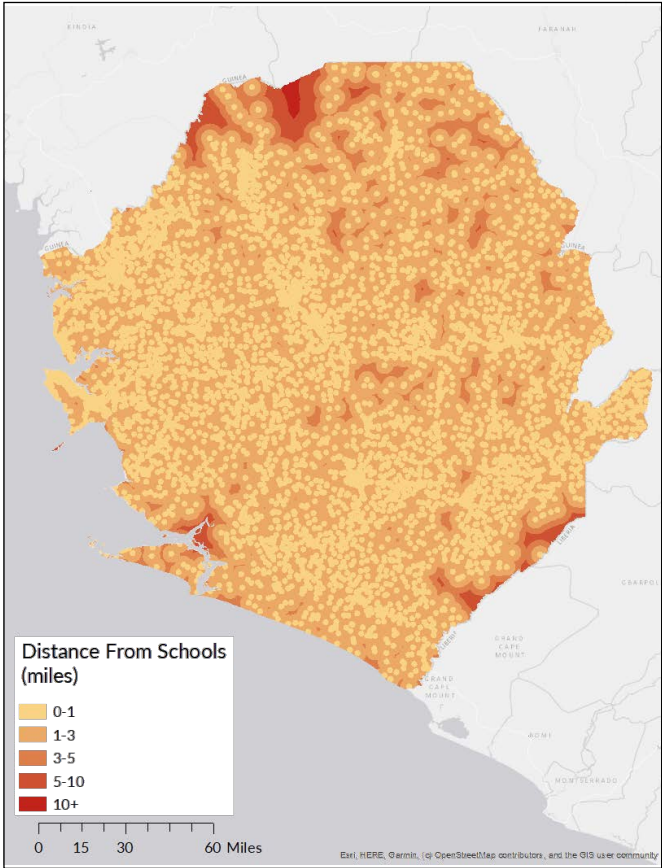 KINDIA
FARANAH
GUINEA
GUINEA
GUINEA
LIBERIA
GBARPOL
GRAND
CAPE
MOUNT
LIBERIA
GRAND
CAPE
MOUNT
BOMI
MONTSERRADO
Distance From Schools
(miles)
0-1
1-3
3-5
5-10
10+
0 15 30 60 Miles
Esri, HERE, Garmin, (c) OpenStreetMap contributors, and the GIS user community